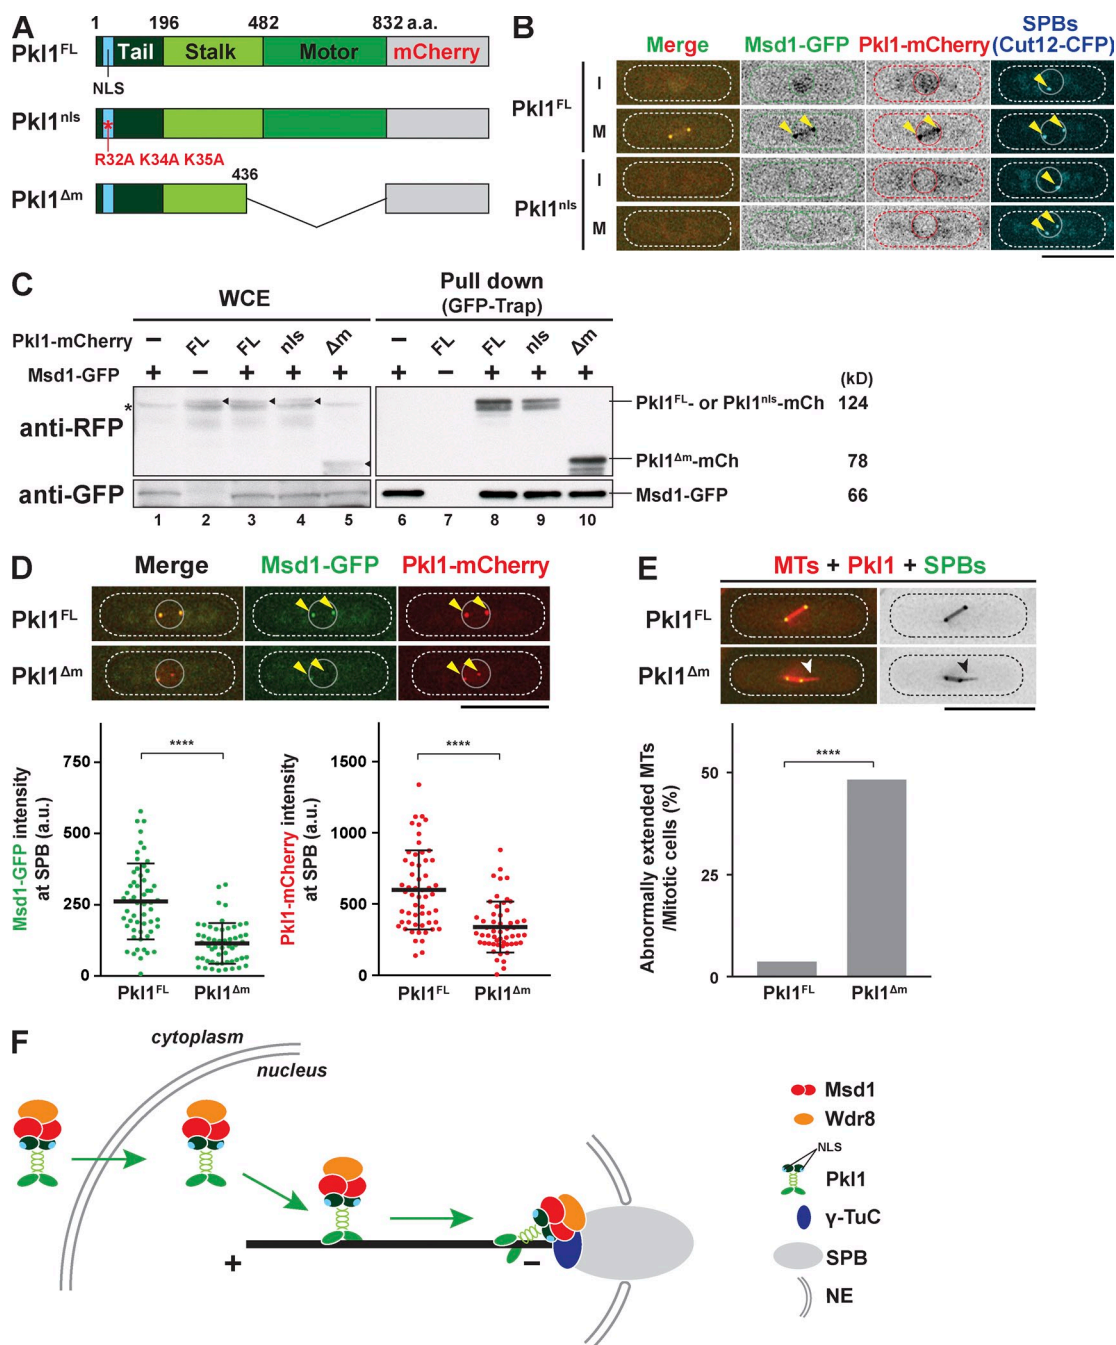 A
1 196 482 832 a.a.
Pkl1FL Tail Stalk Motor mCherry
NLS
Pkl1nls *
R32A K34A K35A
436
Pkl1Δm
B
SPBs
Merge Msd1-GFP Pkl1-mCherry (Cut12-CFP)
Pkl1FL
I
M
Pkl1nls
I
M
C
WCE
Pull down
(GFP-Trap)
Pkl1-mCherry − FL FL nls Δm − FL FL nls Δm
Msd1-GFP + − + + + + − + + + (kD)
*
anti-RFP
Pkl1FL- or Pkl1nls-mCh 124
Pkl1Δm-mCh 78
anti-GFP
Msd1-GFP 66
1 2 3 4 5 6 7 8 9 10
D
Merge Msd1-GFP Pkl1-mCherry
Pkl1FL
Pkl1Δm
Msd1-GFP intensity
at SPB (a.u.)
750
500
250
0
****
Pkl1FL Pkl1Δm
Pkl1-mCherry intensity
at SPB (a.u.)
1500
1000
500
0
****
Pkl1FL Pkl1Δm
E
MTs + Pkl1 + SPBs
Pkl1FL
Pkl1Δm
Abnormally extended MTs
/Mitotic cells (%)
50
25
0
****
Pkl1FL Pkl1Δm
F
cytoplasm
nucleus
+
−
Msd1
Wdr8
NLS
Pkl1
γ-TuC
SPB
NE